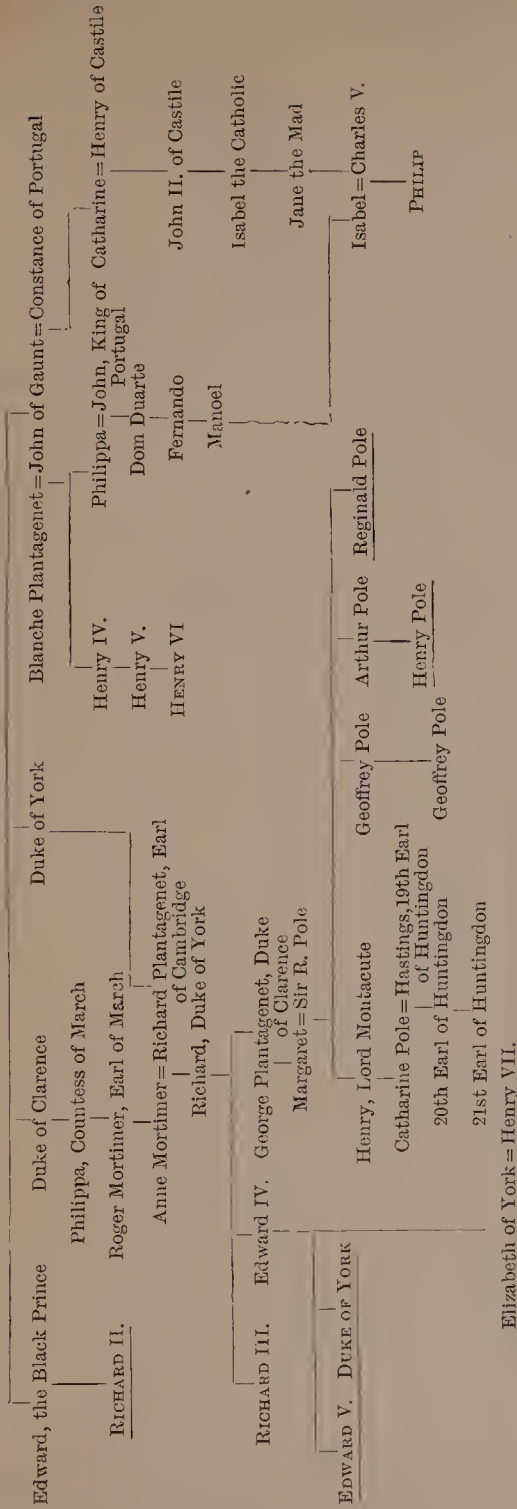 Edward, the Black Prince
Duke of Clarence
Duke of York
Blanche Plantagenet=John of Gaunt=Constance of Portugal
RICHARD II.
Philippa, Countess of March
Roger Mortimer, Earl of March
Anne Mortimer=Richard Plantagenet, Earl
of Cambridge
Richard, Duke of York
Henry IV.
Henry V.
HENRY VI
Philippa=John, King of
Portugal
Catharine=Henry of Castile
Dom Duarte
Fernando
Manoel
John II. of Castile
Isabel the Catholic
Jane the Mad
Isabel=Charles V.
PHILIP
RICHARD III.
Edward IV.
George Plantagenet, Duke
of Clarence
Margaret=Sir R. Pole
EDWARD V.
DUKE OF YORK
Henry, Lord Moutacute
Geoffrey Pole
Arthur Pole
Reginald Pole
Catharine Pole=Hastings, 19th Earl
of Huntingdon
20th Earl of Huntingdon
21st Earl of Huntingdon
Geoffrey Pole
Henry Pole
Elizabeth of York=Henry VII.